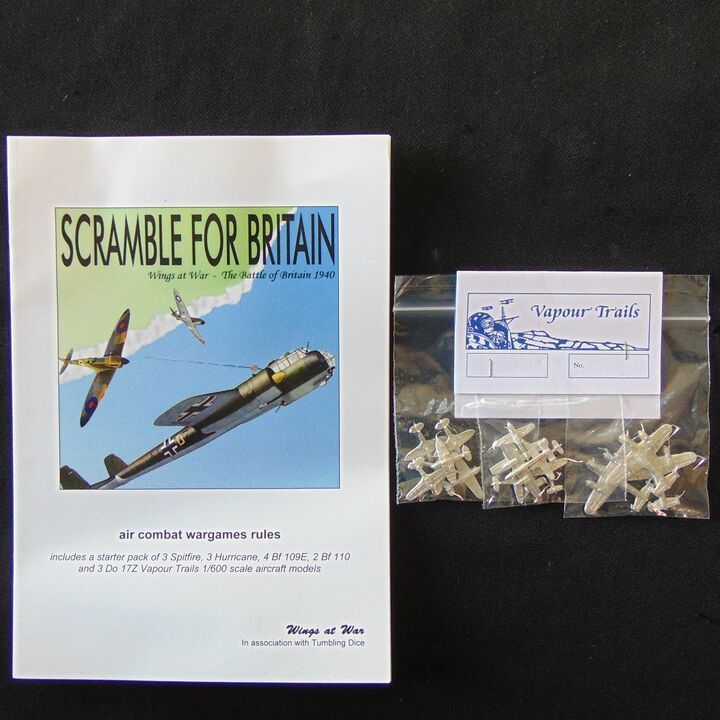 SCRAMBLE FOR BRITAIN
Wings at War - The Battle of Britain 1940
air combat wargames rules
includes a starter pack of 3 Spitfire, 3 Hurricane, 4 Bf 109E, 2 Bf 110
and 3 Do 17Z Vapour Trails 1/600 scale aircraft models
Wings at War
In association with Tumbling Dice
Vapour Trails
No.